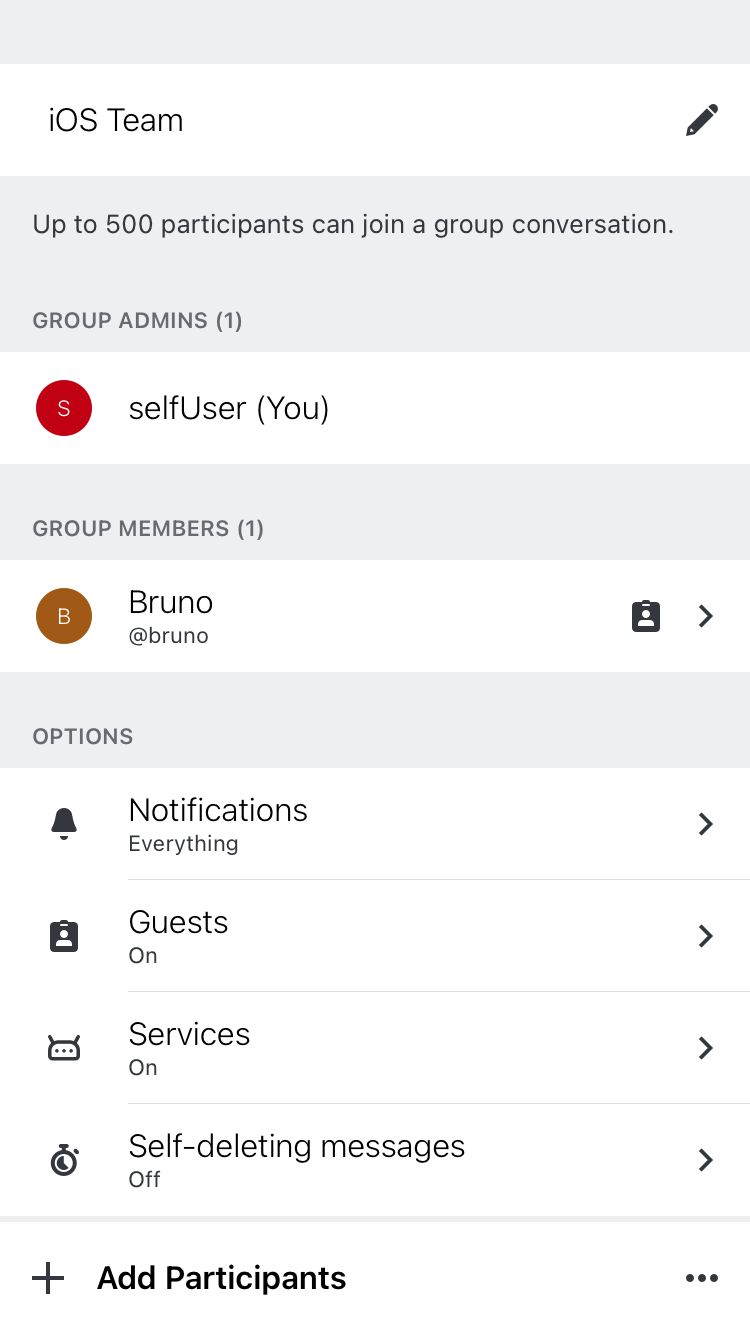 iOS Team
Up to 500 participants can join a group conversation.
GROUP ADMINS (1)
S
selfUser (You)
GROUP MEMBERS (1)
B
Bruno
@bruno
OPTIONS
Notifications
Everything
Guests
On
Services
On
Self-deleting messages
Off
Add Participants